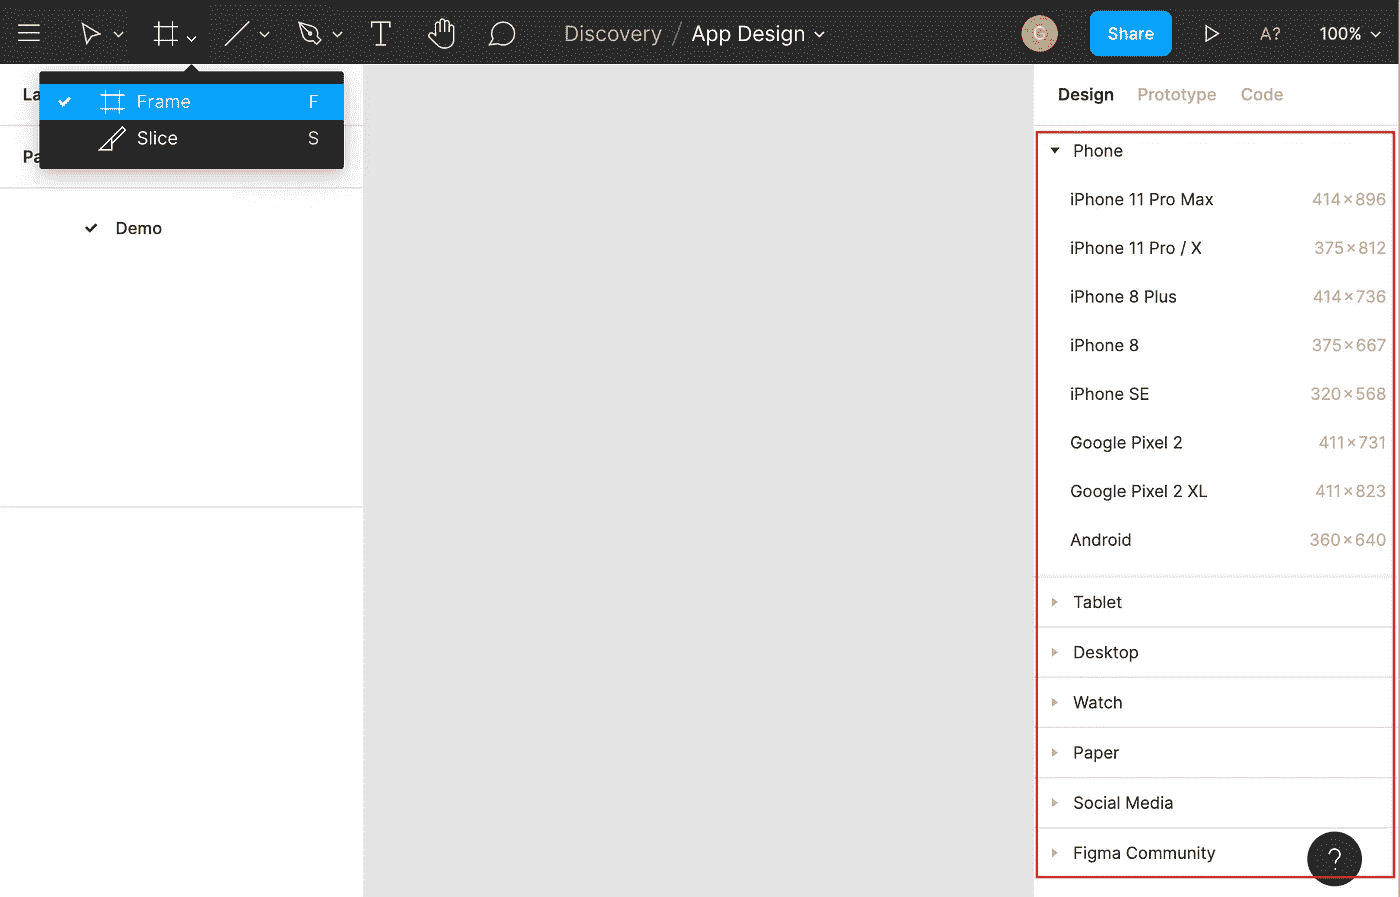 Discovery / App Design
C
Share
A?
100%
La
Frame F
Slice S
Pa
Demo
Design Prototype Code
Phone
iPhone 11 Pro Max 414×896
iPhone 11 Pro / X 375×812
iPhone 8 Plus 414×736
iPhone 8 375×667
iPhone SE 320×568
Google Pixel 2 411×731
Google Pixel 2 XL 411×823
Android 360×640
Tablet
Desktop
Watch
Paper
Social Media
Figma Community
?